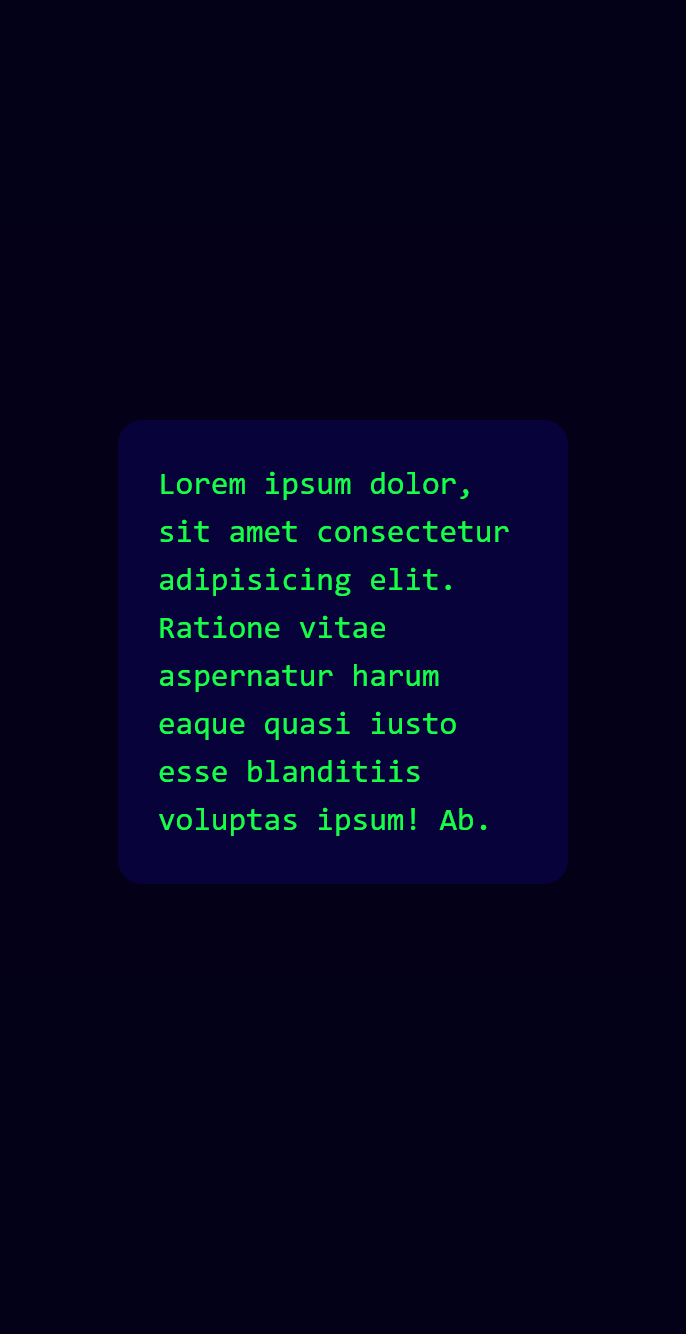 Lorem ipsum dolor,
sit amet consectetur
adipisicing elit.
Ratione vitae
aspernatur harum
eaque quasi iusto
esse blanditiis
voluptas ipsum! Ab.